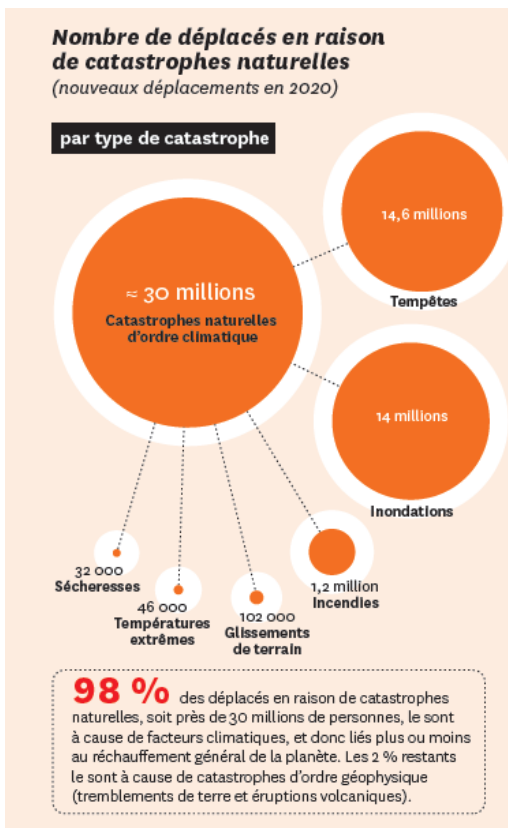 Nombre de déplacés en raison
de catastrophes naturelles
(nouveaux déplacements en 2020)
par type de catastrophe
14,6 millions
Tempêtes
≈ 30 millions
Catastrophes naturelles
d'ordre climatique
14 millions
Inondations
32 000
Sécheresses
46 000
Températures
extrêmes
102 000
Glissements
de terrain
1,2 million
Incendies
98 % des déplacés en raison de catastrophes
naturelles, soit près de 30 millions de personnes, le sont
à cause de facteurs climatiques, et donc liés plus ou moins
au réchauffement général de la planète. Les 2 % restants
le sont à cause de catastrophes d'ordre géophysique
(tremblements de terre et éruptions volcaniques).